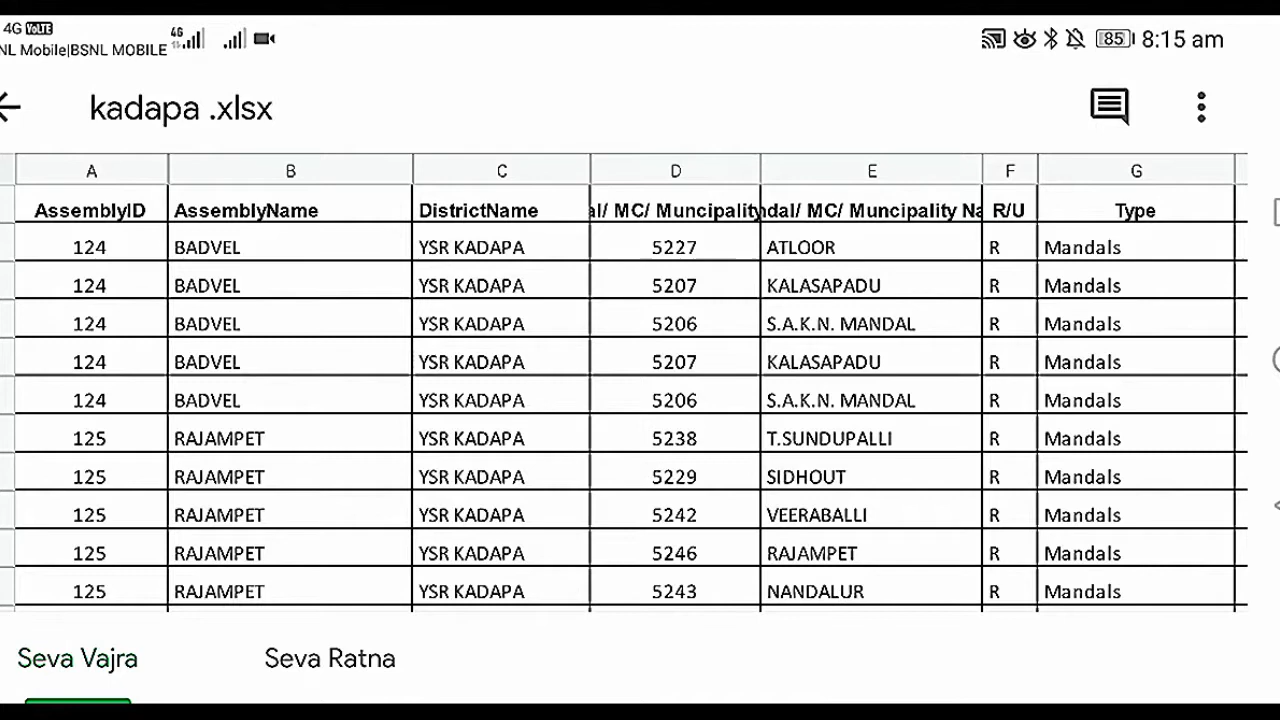 4G VoLTE
NL Mobile|BSNL MOBILE 4G 85 8:15 am
kadapa .xlsx
A B C D E F G
AssemblyID AssemblyName DistrictName al/ MC/ Muncipality ndal/ MC/ Muncipality Na R/U Type
124 BADVEL YSR KADAPA 5227 ATLOOR R Mandals
124 BADVEL YSR KADAPA 5207 KALASAPADU R Mandals
124 BADVEL YSR KADAPA 5206 S.A.K.N. MANDAL R Mandals
124 BADVEL YSR KADAPA 5207 KALASAPADU R Mandals
124 BADVEL YSR KADAPA 5206 S.A.K.N. MANDAL R Mandals
125 RAJAMPET YSR KADAPA 5238 T.SUNDUPALLI R Mandals
125 RAJAMPET YSR KADAPA 5229 SIDHOUT R Mandals
125 RAJAMPET YSR KADAPA 5242 VEERABALLI R Mandals
125 RAJAMPET YSR KADAPA 5246 RAJAMPET R Mandals
125 RAJAMPET YSR KADAPA 5243 NANDALUR R Mandals
Seva Vajra Seva Ratna